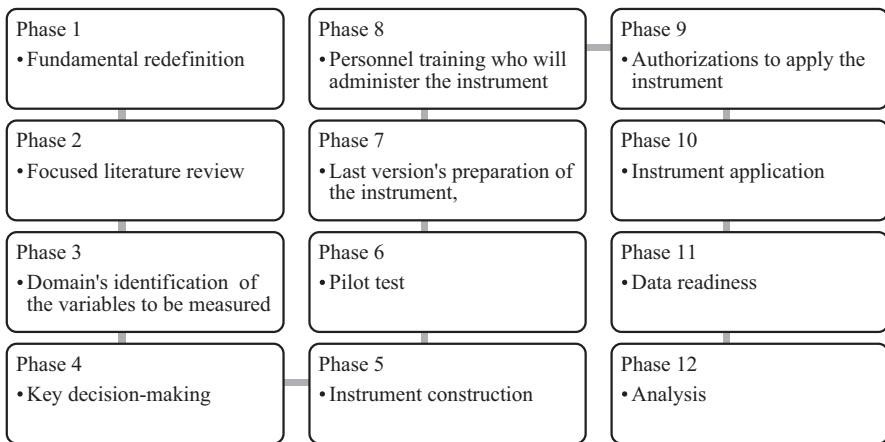 Phase 1
•Fundamental redefinition
Phase 2
•Focused literature review
Phase 3
•Domain's identification of
the variables to be measured
Phase 4
•Key decision-making
Phase 5
•Instrument construction
Phase 6
•Pilot test
Phase 7
•Last version's preparation of
the instrument,
Phase 8
•Personnel training who will
administer the instrument
Phase 9
•Authorizations to apply the
instrument
Phase 10
•Instrument application
Phase 11
•Data readiness
Phase 12
•Analysis